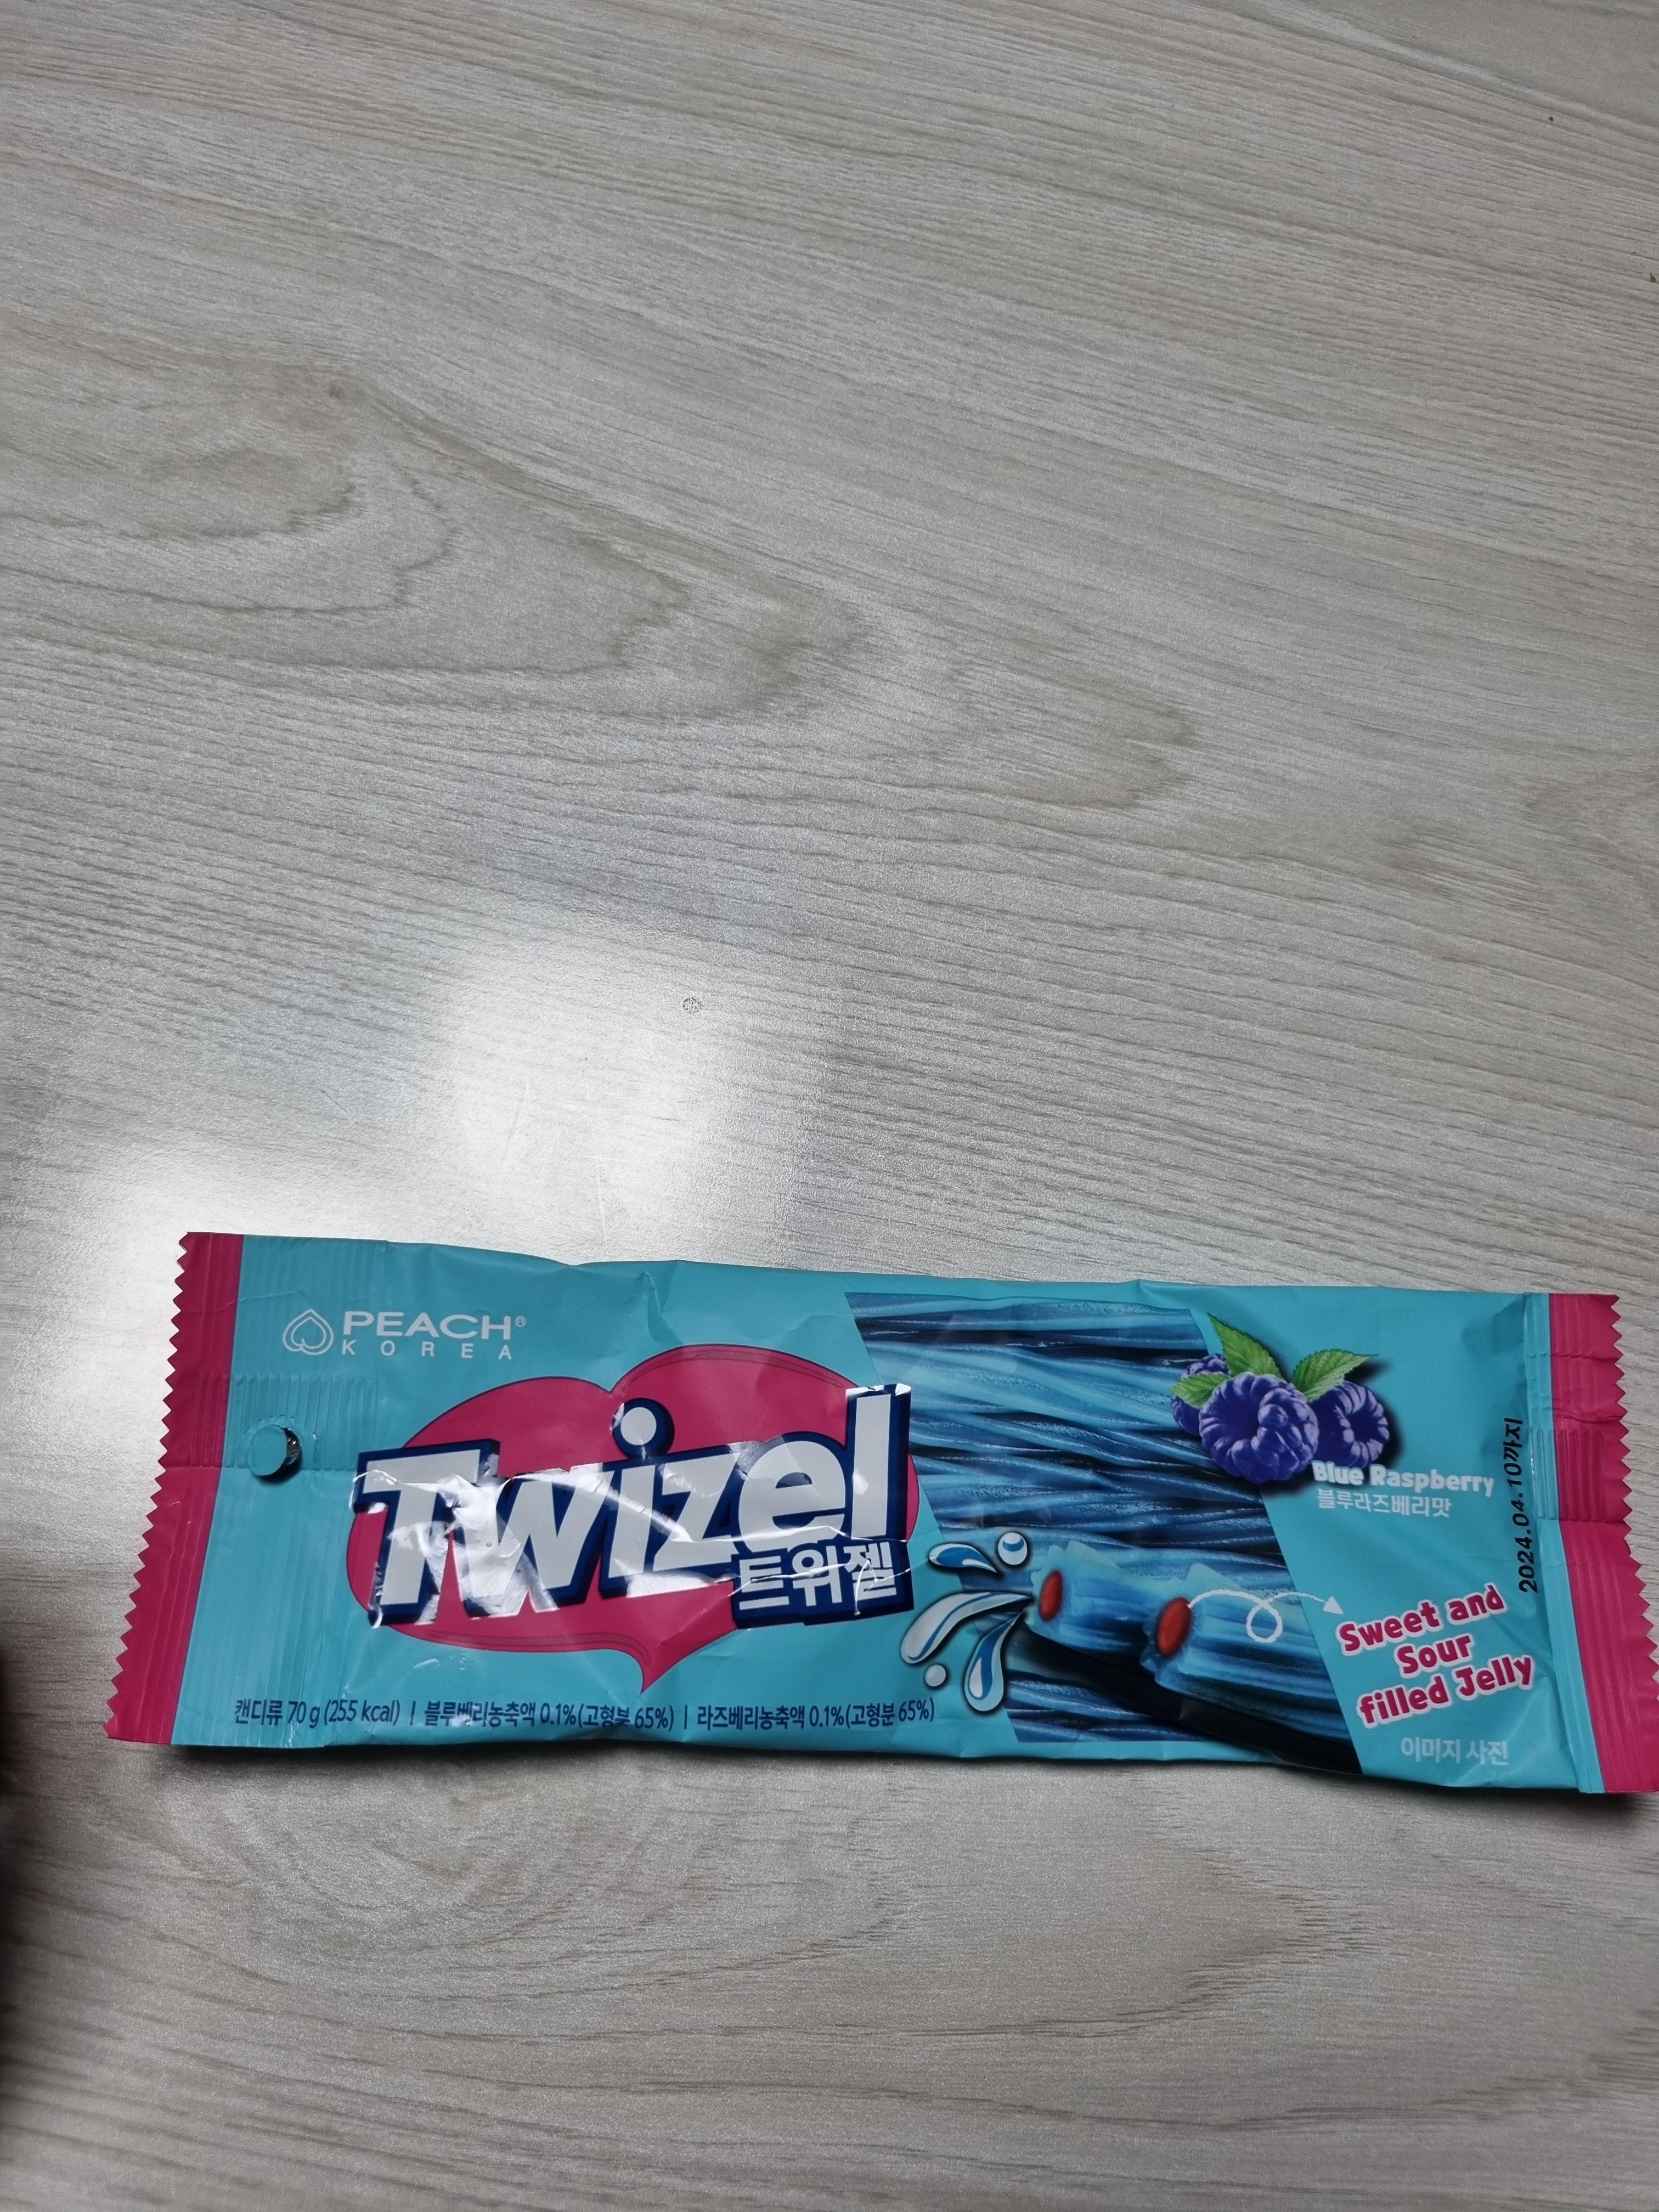 PEACH®
KOREA
Twizel
트위젤
캔디류 70 g (255 kcal) | 블루베리농축액 0.1%(고형분 65%) | 라즈베리농축액 0.1%(고형분 65%)
Blue Raspberry
블루라즈베리맛
2024.04.10까지
Sweet and
Sour
filled Jelly
이미지 사진